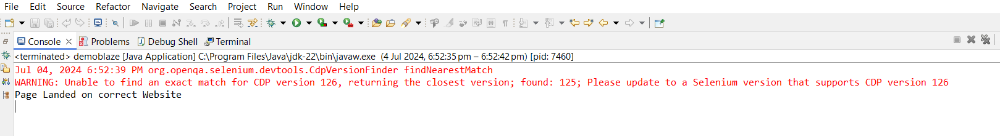 File Edit Source Refactor Navigate Search Project Run Window Help
Console Problems Debug Shell Terminal
<terminated> demoblaze [Java Application] C:\Program Files\Java\jdk-22\bin\javaw.exe (4 Jul 2024, 6:52:35 pm – 6:52:42 pm) [pid: 7460]
Jul 04, 2024 6:52:39 PM org.openqa.selenium.devtools.CdpVersionFinder findNearestMatch
WARNING: Unable to find an exact match for CDP version 126, returning the closest version; found: 125; Please update to a Selenium version that supports CDP version 126
Page Landed on correct Website